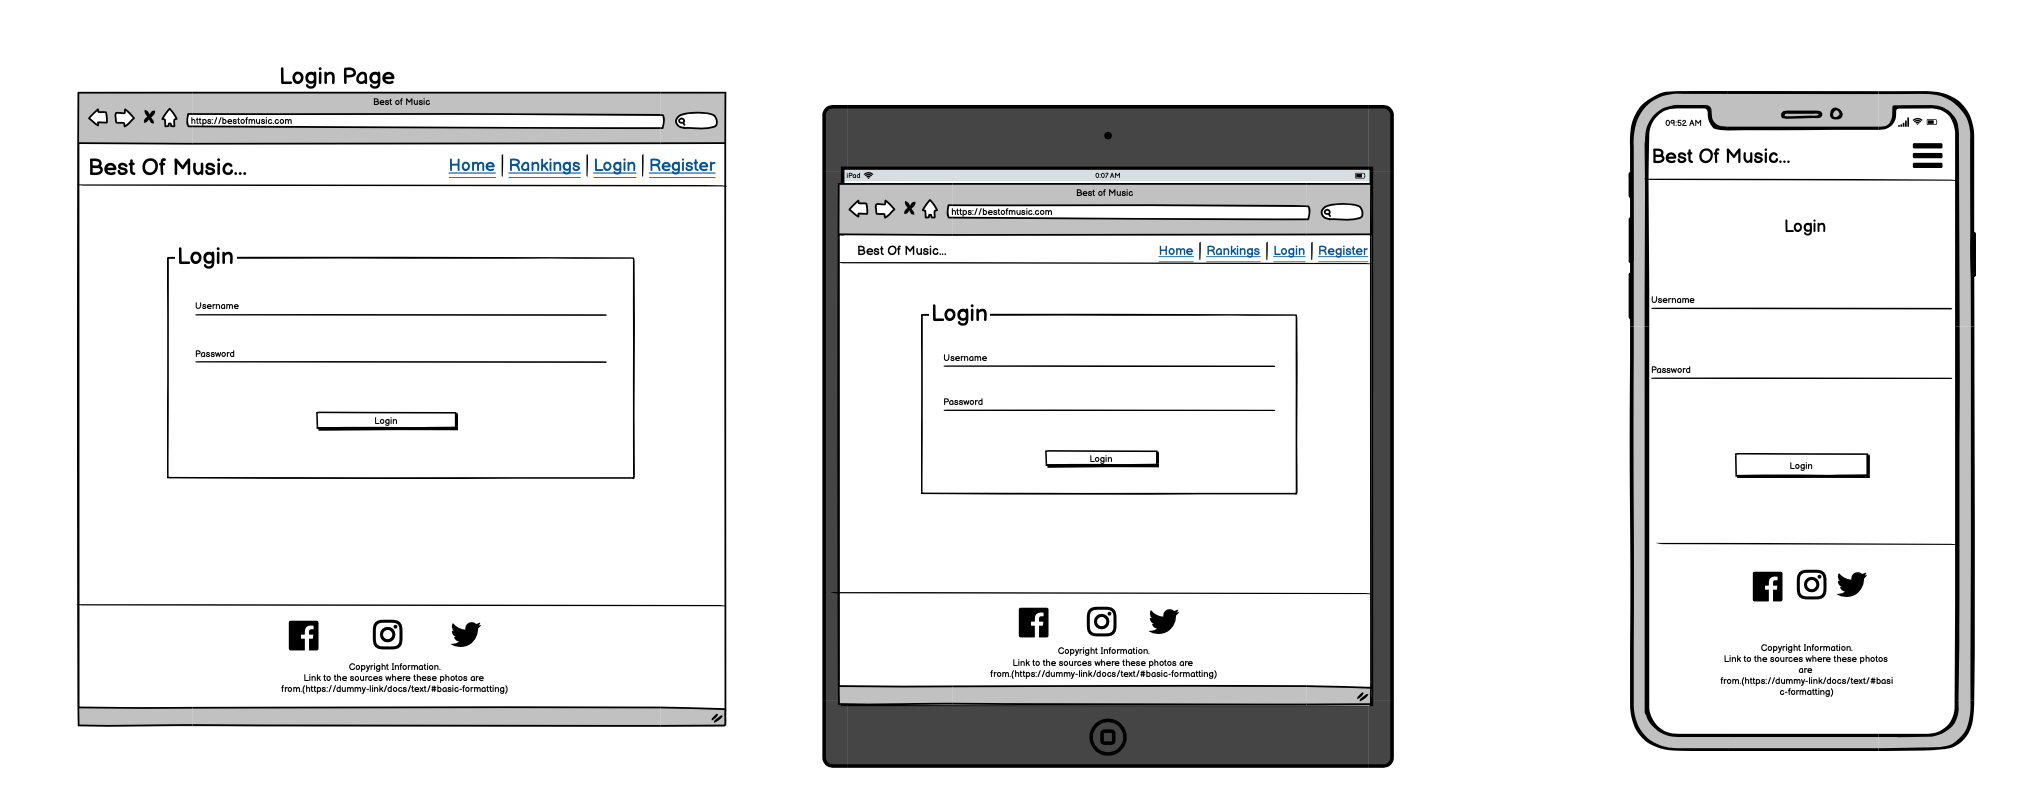 Login Page
Best of Music
https://bestofmusic.com
Best Of Music...
Home | Rankings | Login | Register
Login
Username
Password
Login
Copyright Information.
Link to the sources where these photos are
from.(https://dummy-link/docs/text/#basic-formatting)
iPad
0:07 AM
Best of Music
https://bestofmusic.com
Best Of Music...
Home | Rankings | Login | Register
Login
Username
Password
Login
Copyright Information.
Link to the sources where these photos are
from.(https://dummy-link/docs/text/#basic-formatting)
09:52 AM
Best Of Music...
Login
Username
Password
Login
Copyright Information.
Link to the sources where these photos
are
from.(https://dummy-link/docs/text/#basi
c-formatting)